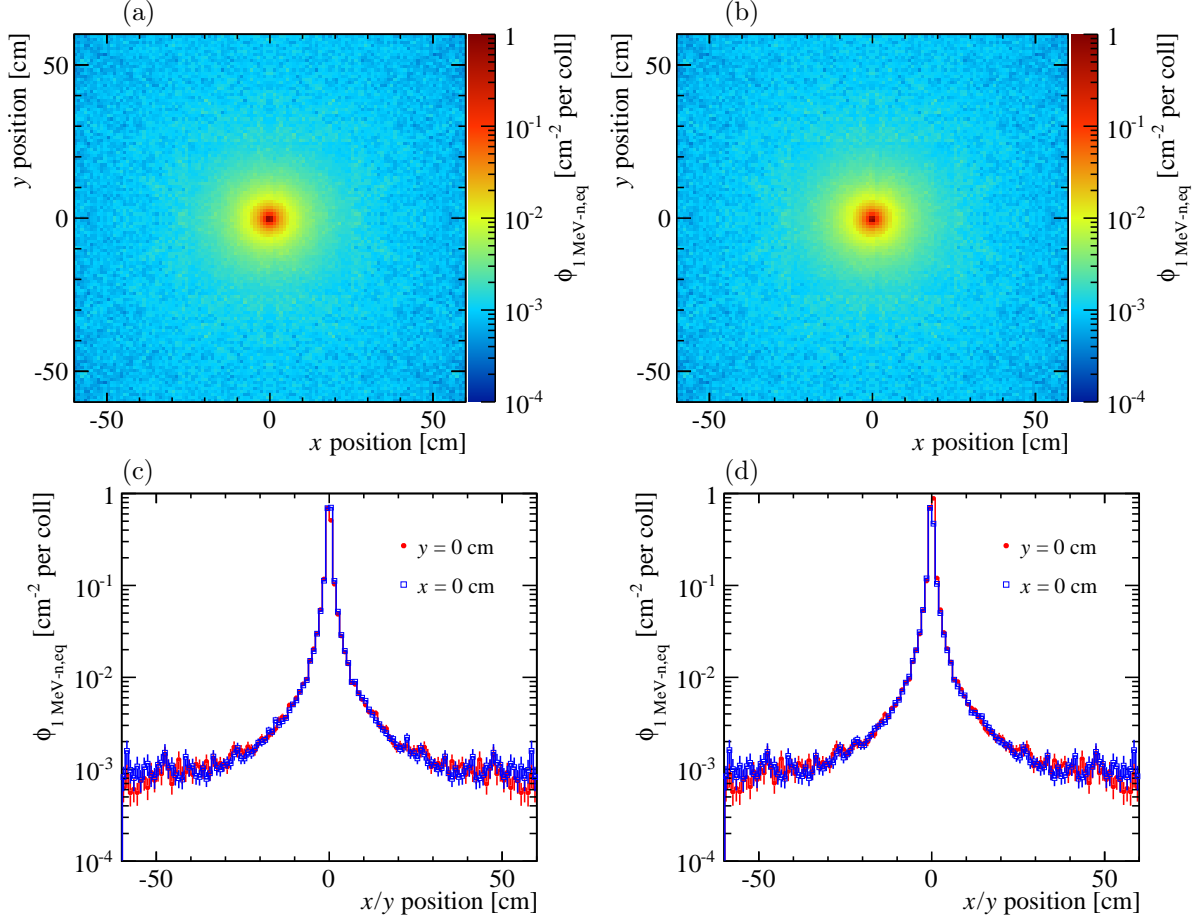 (a)
y position [cm]
50
0
-50
-50
0
50
x position [cm]
1
10⁻¹
10⁻²
10⁻³
10⁻⁴
ϕ1 MeV-n,eq [cm⁻² per coll]
(b)
y position [cm]
50
0
-50
-50
0
50
x position [cm]
1
10⁻¹
10⁻²
10⁻³
10⁻⁴
ϕ1 MeV-n,eq [cm⁻² per coll]
(c)
ϕ1 MeV-n,eq [cm⁻² per coll]
1
10⁻¹
10⁻²
10⁻³
10⁻⁴
y = 0 cm
x = 0 cm
-50
0
50
x/y position [cm]
(d)
ϕ1 MeV-n,eq [cm⁻² per coll]
1
10⁻¹
10⁻²
10⁻³
10⁻⁴
y = 0 cm
x = 0 cm
-50
0
50
x/y position [cm]